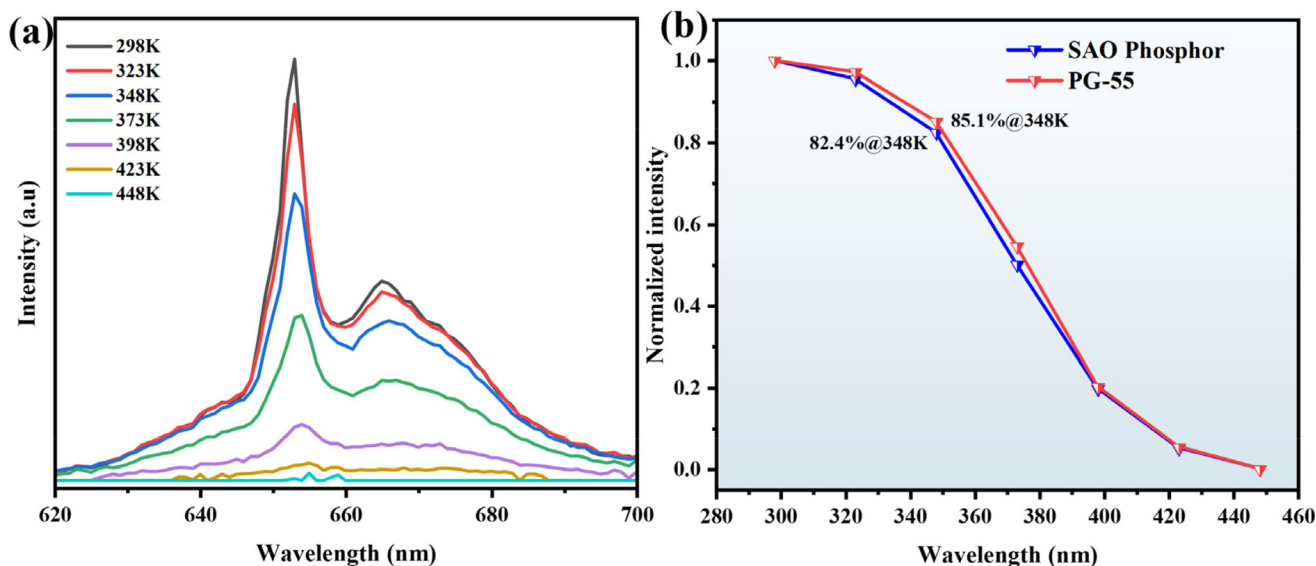 (a)
298K
323K
348K
373K
398K
423K
448K
Intensity (a.u)
620
640
660
680
700
Wavelength (nm)
(b)
SAO Phosphor
PG-55
85.1%@348K
82.4%@348K
Normalized intensity
1.0
0.8
0.6
0.4
0.2
0.0
280
300
320
340
360
380
400
420
440
460
Wavelength (nm)